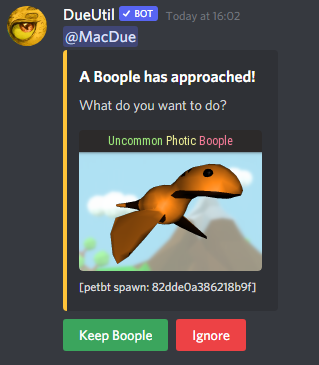 DueUtil ✓ BOT Today at 16:02
@MacDue
A Boople has approached!
What do you want to do?
Uncommon Photic Boople
[petbt spawn: 82dde0a386218b9f]
Keep Boople Ignore